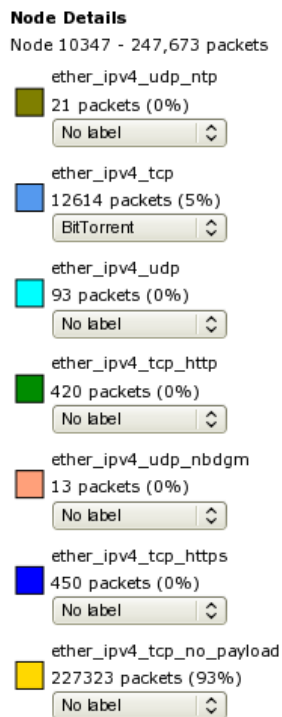 Node Details
Node 10347 - 247,673 packets
ether_ipv4_udp_ntp
21 packets (0%)
No label
ether_ipv4_tcp
12614 packets (5%)
BitTorrent
ether_ipv4_udp
93 packets (0%)
No label
ether_ipv4_tcp_http
420 packets (0%)
No label
ether_ipv4_udp_nbdgm
13 packets (0%)
No label
ether_ipv4_tcp_https
450 packets (0%)
No label
ether_ipv4_tcp_no_payload
227323 packets (93%)
No label